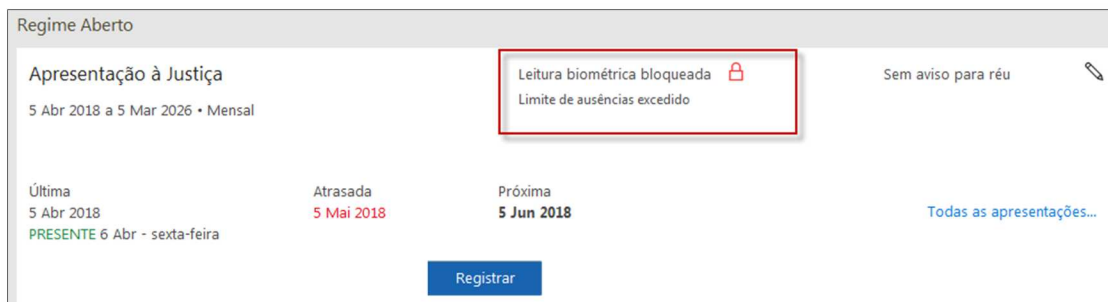 Regime Aberto
Apresentação à Justiça
5 Abr 2018 a 5 Mar 2026 • Mensal
Leitura biométrica bloqueada
Limite de ausências excedido
Sem aviso para réu
Última
5 Abr 2018
PRESENTE 6 Abr - sexta-feira
Atrasada
5 Mai 2018
Próxima
5 Jun 2018
Todas as apresentações...
Registrar